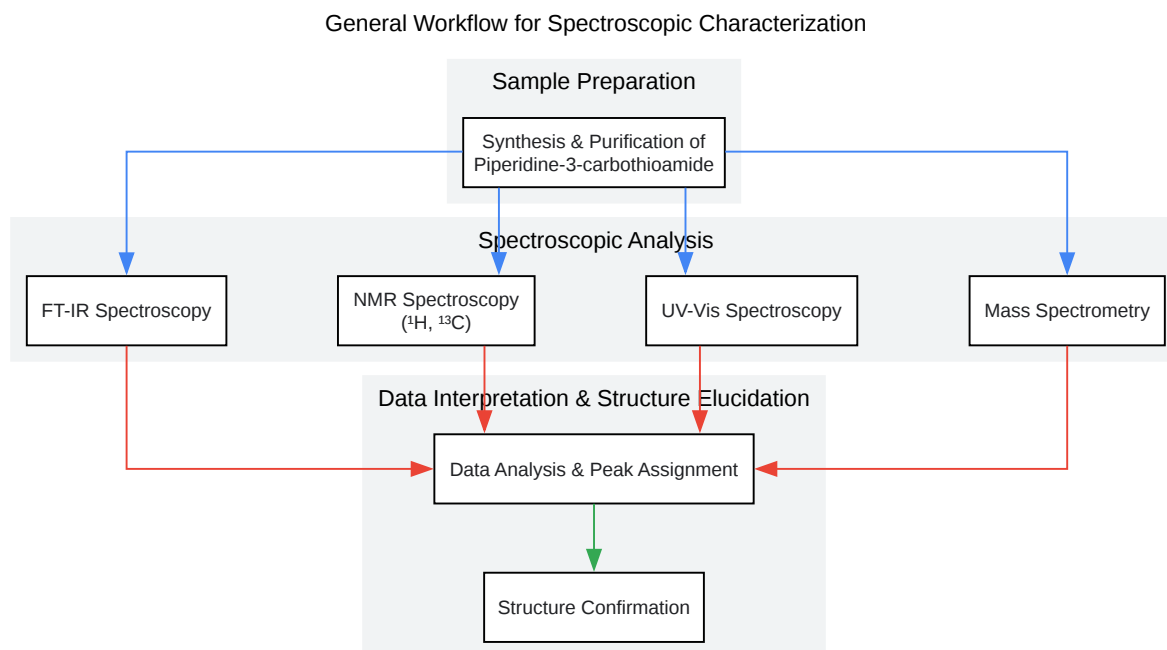 General Workflow for Spectroscopic Characterization
Sample Preparation
Synthesis & Purification of
Piperidine-3-carbothioamide
Spectroscopic Analysis
FT-IR Spectroscopy
NMR Spectroscopy
(¹H, ¹³C)
UV-Vis Spectroscopy
Mass Spectrometry
Data Interpretation & Structure Elucidation
Data Analysis & Peak Assignment
Structure Confirmation